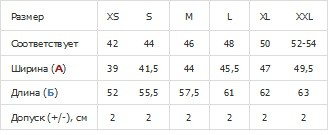 Размер XS S M L XL XXL
Соответствует 42 44 46 48 50 52-54
Ширина (А) 39 41,5 44 45,5 47 49,5
Длина (Б) 52 55,5 57,5 61 62 63
Допуск (+/-), см 2 2 2 2 2 2